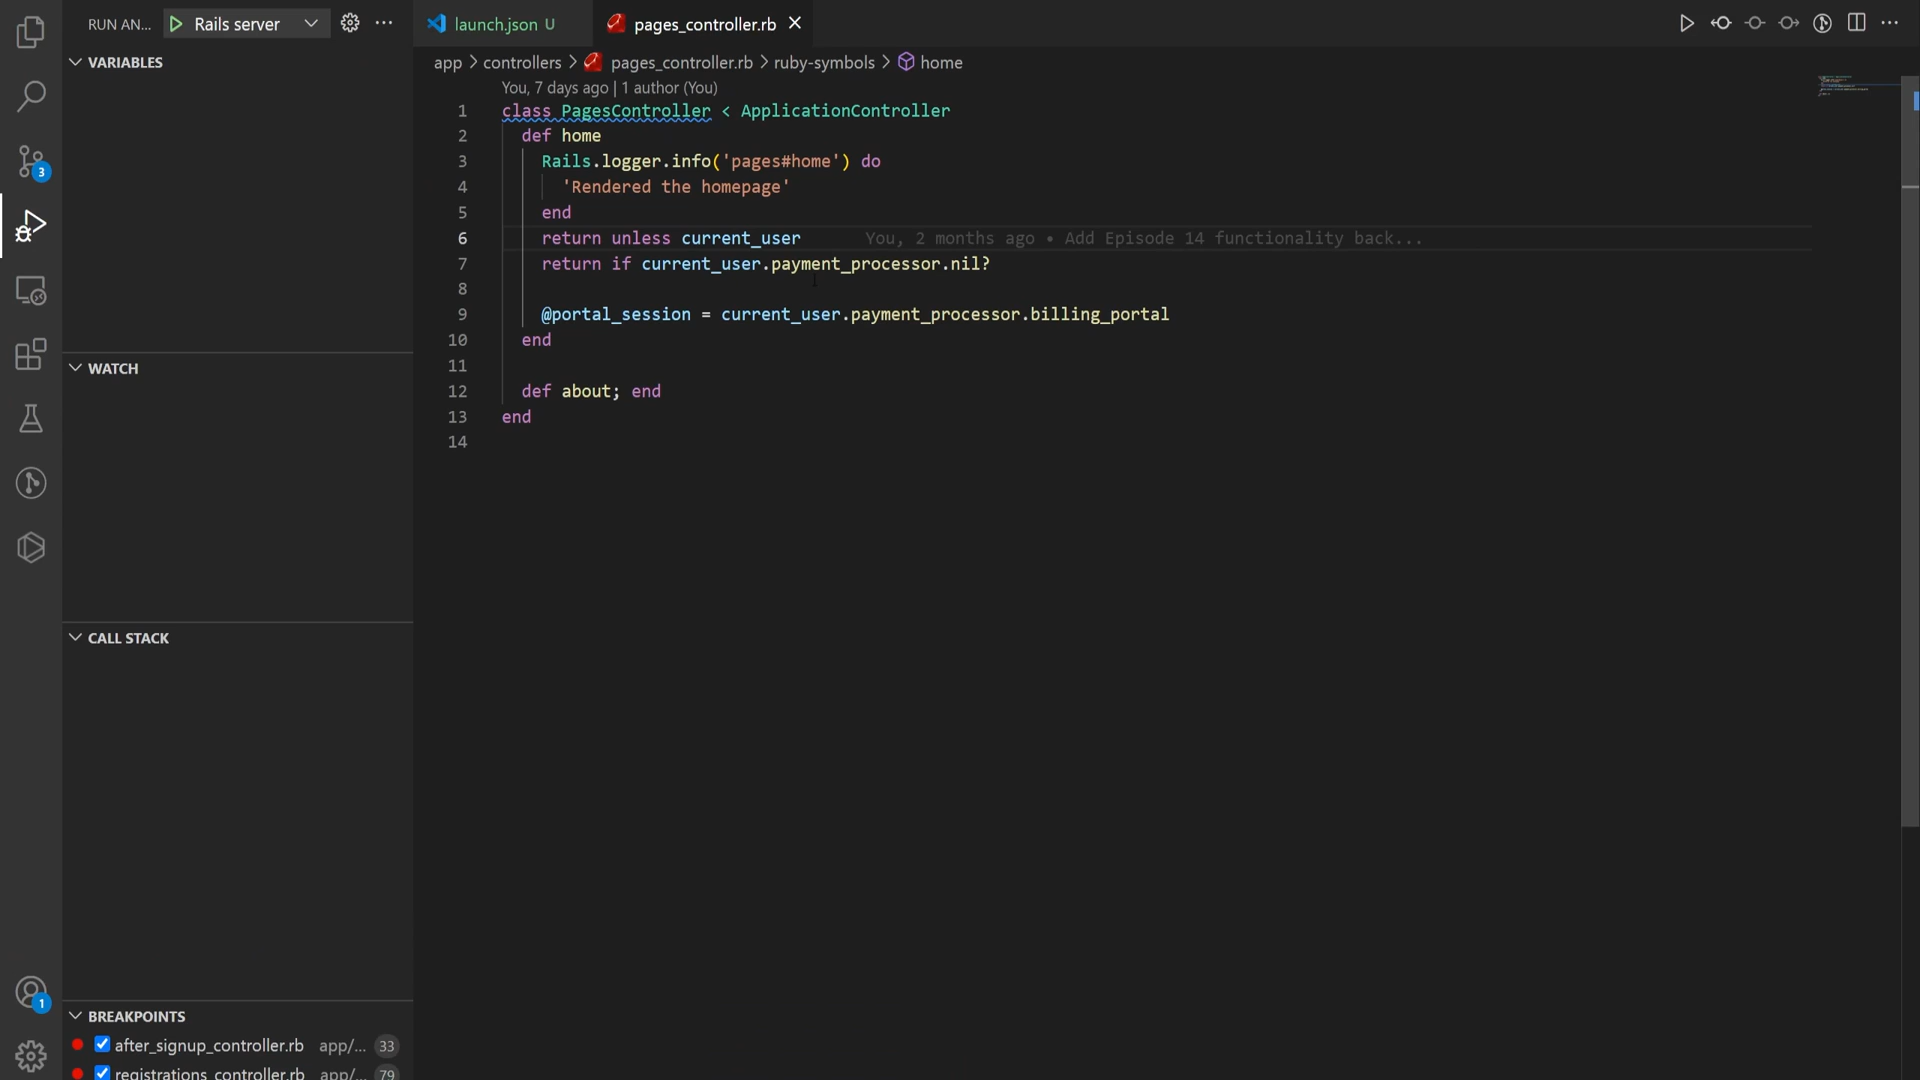 RUN AN... Rails server
VARIABLES
WATCH
CALL STACK
BREAKPOINTS
after_signup_controller.rb app/... 33
registrations_controller.rb app/... 79
3
1
launch.json U pages_controller.rb
app > controllers > pages_controller.rb > ruby-symbols > home
You, 7 days ago | 1 author (You)
1 class PagesController < ApplicationController
2 def home
3 Rails.logger.info('pages#home') do
4 'Rendered the homepage'
5 end
6 return unless current_user You, 2 months ago • Add Episode 14 functionality back...
7 return if current_user.payment_processor.nil?
8
9 @portal_session = current_user.payment_processor.billing_portal
10 end
11
12 def about; end
13 end
14